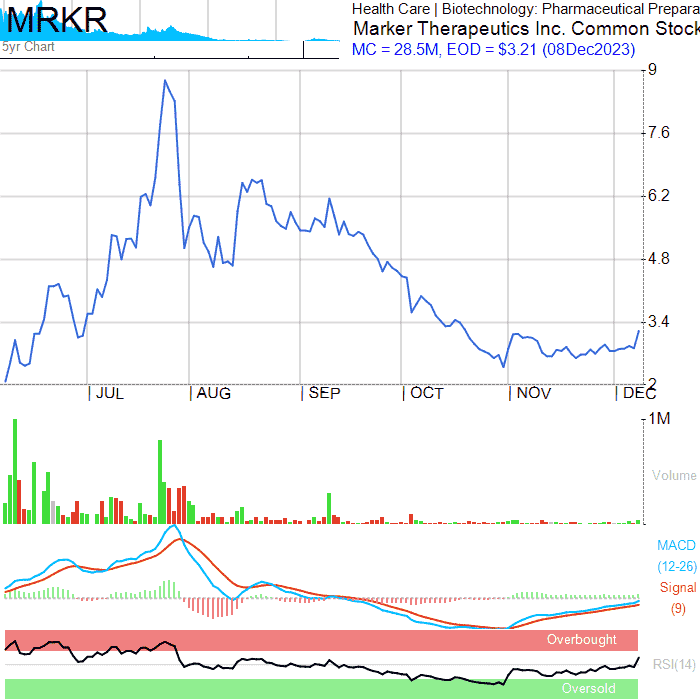 MRKR
5yr Chart
Health Care | Biotechnology: Pharmaceutical Prepara
Marker Therapeutics Inc. Common Stock
MC = 28.5M, EOD = $3.21 (08Dec2023)
9
7.6
6.2
4.8
3.4
2
JUL AUG SEP OCT NOV DEC
1M
Volume
MACD
(12-26)
Signal
(9)
Overbought
RSI(14)
Oversold